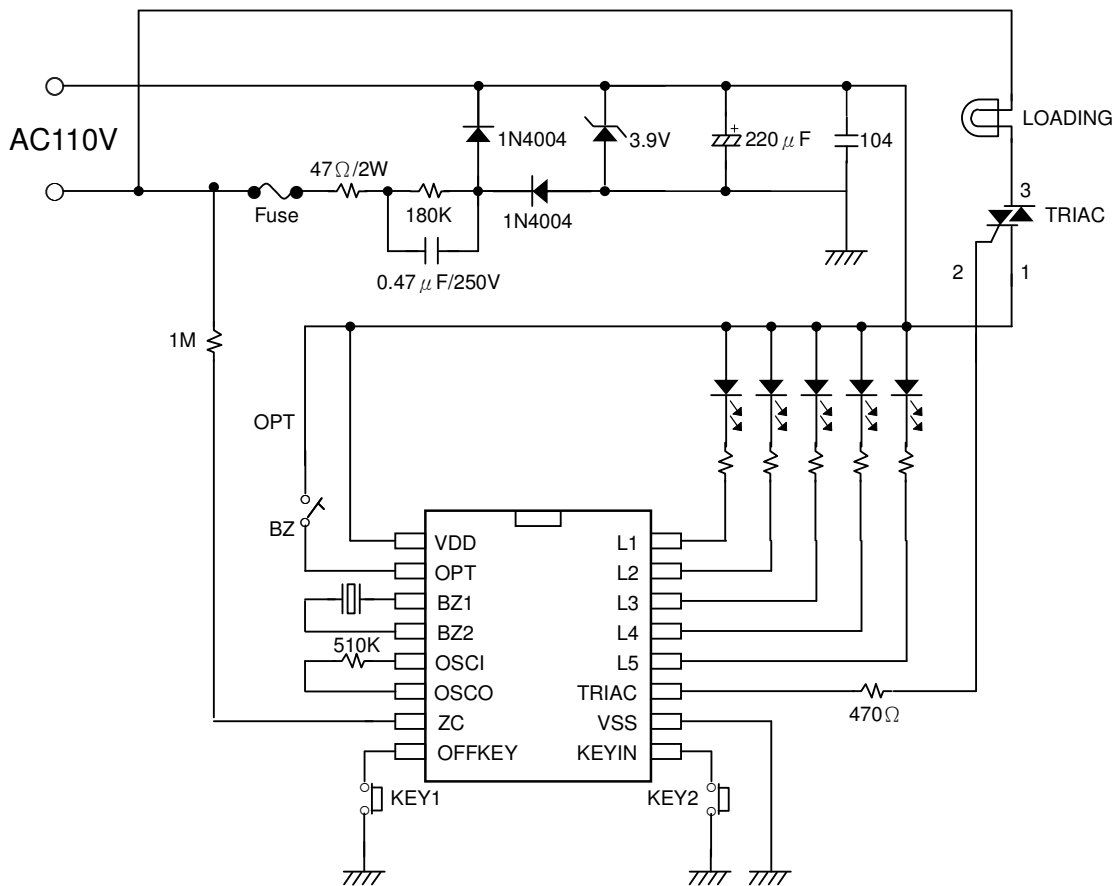 AC110V
1N4004
3.9V
+
220μF
104
LOADING
47Ω/2W
Fuse
180K
1N4004
0.47μF/250V
3
TRIAC
2
1
1M
OPT
BZ
VDD
OPT
BZ1
BZ2
510K
OSCI
OSCO
ZC
OFFKEY
L1
L2
L3
L4
L5
TRIAC
470Ω
VSS
KEYIN
KEY1
KEY2